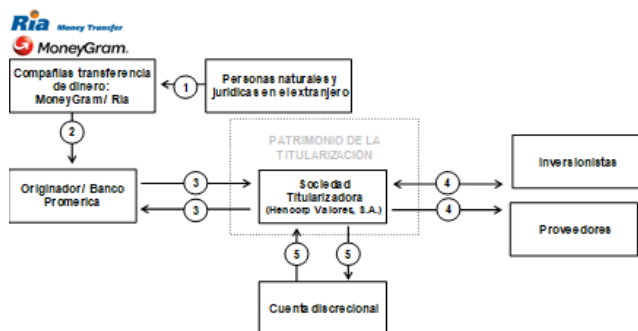 Ria Money Transfer
MoneyGram.
Compañías transferencia
de dinero:
MoneyGram/ Ria
1
Personas naturales y
jurídicas en el extranjero
2
PATRIMONIO DE LA
TITULARIZACIÓN
Originador/ Banco
Promerica
3
3
Sociedad
Titularizadora
(Hencorp Valores, S.A.)
4
4
Inversionistas
Proveedores
5
5
Cuenta discrecional